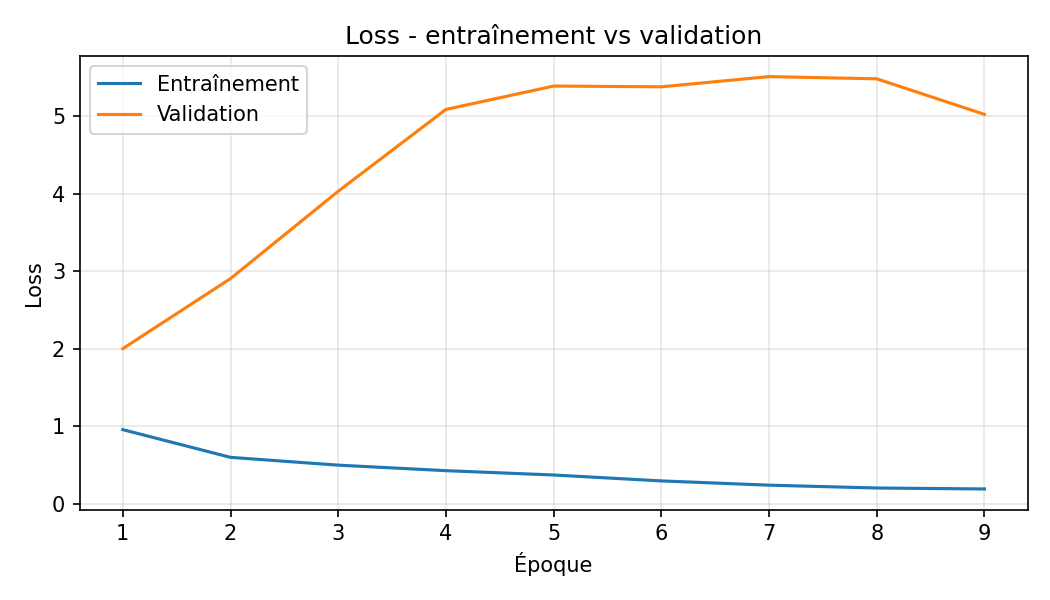 Loss - entraînement vs validation
Entraînement
Validation
Loss
5
4
3
2
1
0
1 2 3 4 5 6 7 8 9
Époque